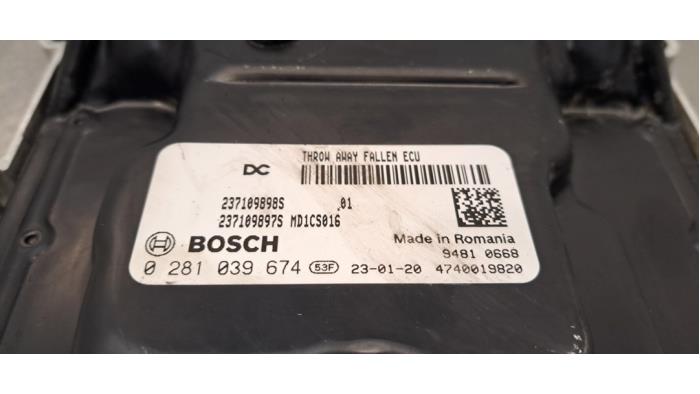 THROW AWAY FALLEN ECU
DC
237109898S .01
237109897S MD1CS016
BOSCH
Made in Romania
9481 0668
0 281 039 674 53F 23-01-20 4740019820